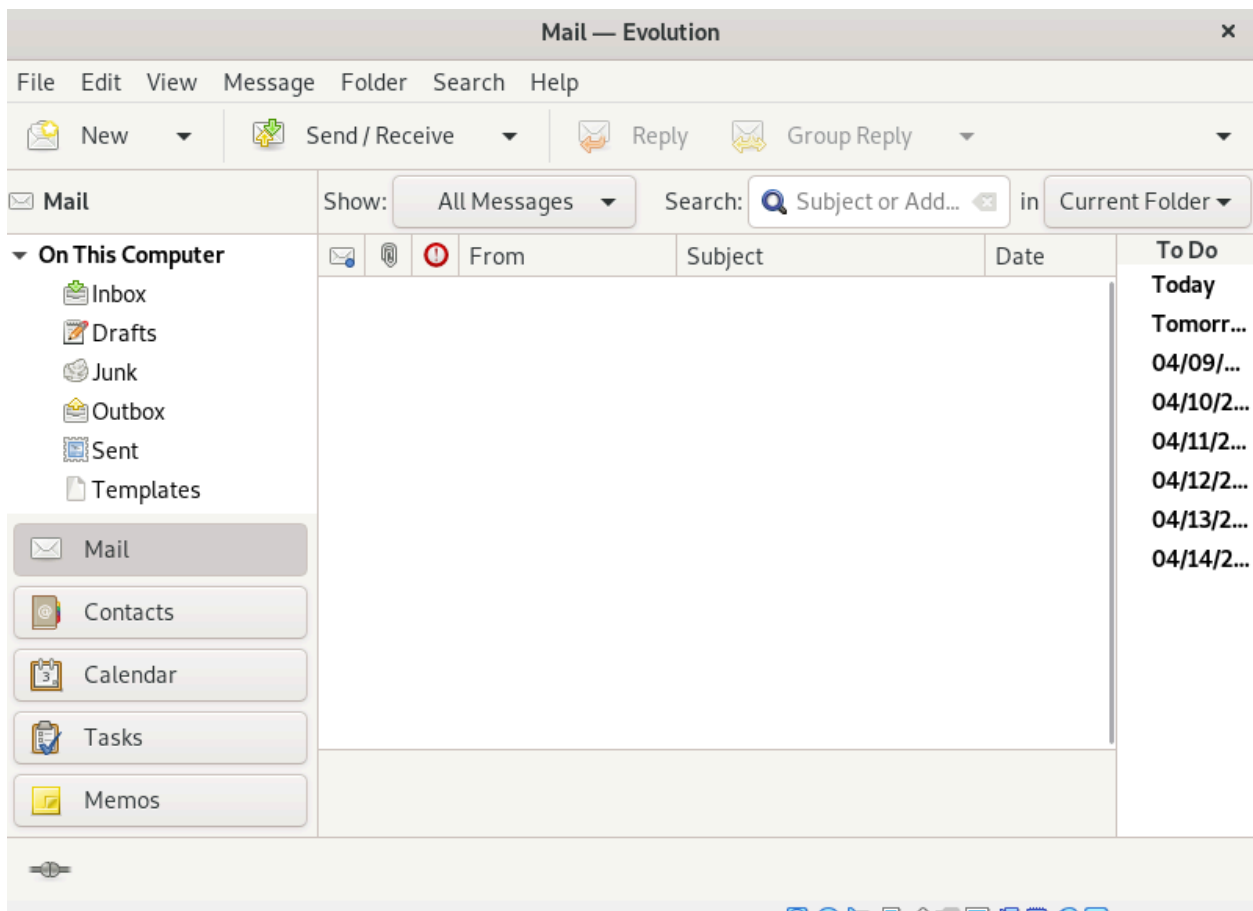 Mail — Evolution
File Edit View Message Folder Search Help
New Send / Receive Reply Group Reply
Mail Show: All Messages Search: Subject or Add... in Current Folder
On This Computer
Inbox
Drafts
Junk
Outbox
Sent
Templates
Mail
Contacts
Calendar
Tasks
Memos
From Subject Date
To Do
Today
Tomorr...
04/09/...
04/10/2...
04/11/2...
04/12/2...
04/13/2...
04/14/2...